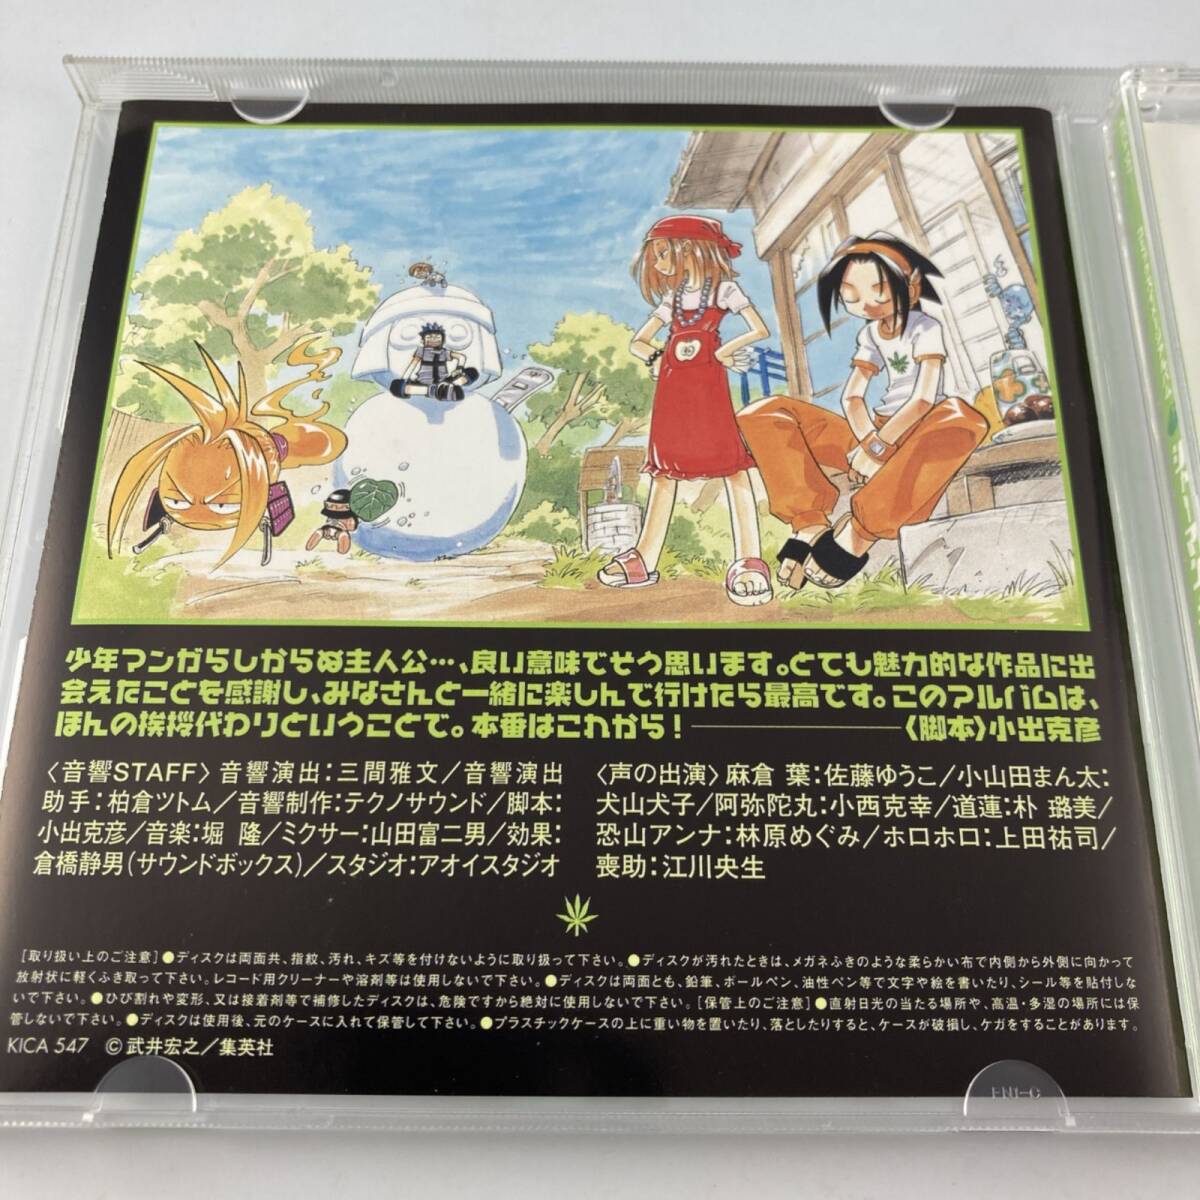 少年マンガらしからぬ主人公…、良い意味でそう思います。とても魅力的な作品に出
会えたことを感謝し、みなさんと一緒に楽しんで行けたら最高です。このアルバムは、
ほんの挨拶代わりということで。本番はこれから！――――〈脚本〉小出克彦
〈音響STAFF〉音響演出：三間雅文／音響演出
助手：柏倉ツトム／音響制作：テクノサウンド／脚本：
小出克彦／音楽：堀 隆／ミクサー：山田富二男／効果：
倉橋静男（サウンドボックス）／スタジオ：アオイスタジオ
〈声の出演〉麻倉 葉：佐藤ゆうこ／小山田まん太：
犬山犬子／阿弥陀丸：小西克幸／道蓮：朴 璐美／
恐山アンナ：林原めぐみ／ホロホロ：上田祐司／
喪助：江川央生
［取り扱い上のご注意］●ディスクは両面共、指紋、汚れ、キズ等を付けないように取り扱って下さい。●ディスクが汚れたときは、メガネふきのような柔らかい布で内側から外側に向かって
放射状に軽くふき取って下さい。レコード用クリーナーや溶剤等は使用しないで下さい。●ディスクは両面とも、鉛筆、ボールペン、油性ペン等で文字や絵を書いたり、シール等を貼付しな
いで下さい。●ひび割れや変形、又は接着剤等で補修したディスクは、危険ですから絶対に使用しないで下さい。［保管上のご注意］●直射日光の当たる場所や、高温・多湿の場所には保
管しないで下さい。●ディスクは使用後、元のケースに入れて保管して下さい。●プラスチックケースの上に重い物を置いたり、落としたりすると、ケースが破損し、ケガをすることがあります。
KICA 547 ©武井宏之／集英社